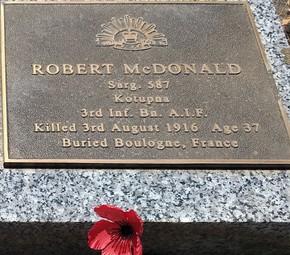 ROBERT McDONALD
Sarg. 587
Kotupna
3rd Inf. Bn. A.I.F.
Killed 3rd August 1916 Age 37
Buried Boulogne, France